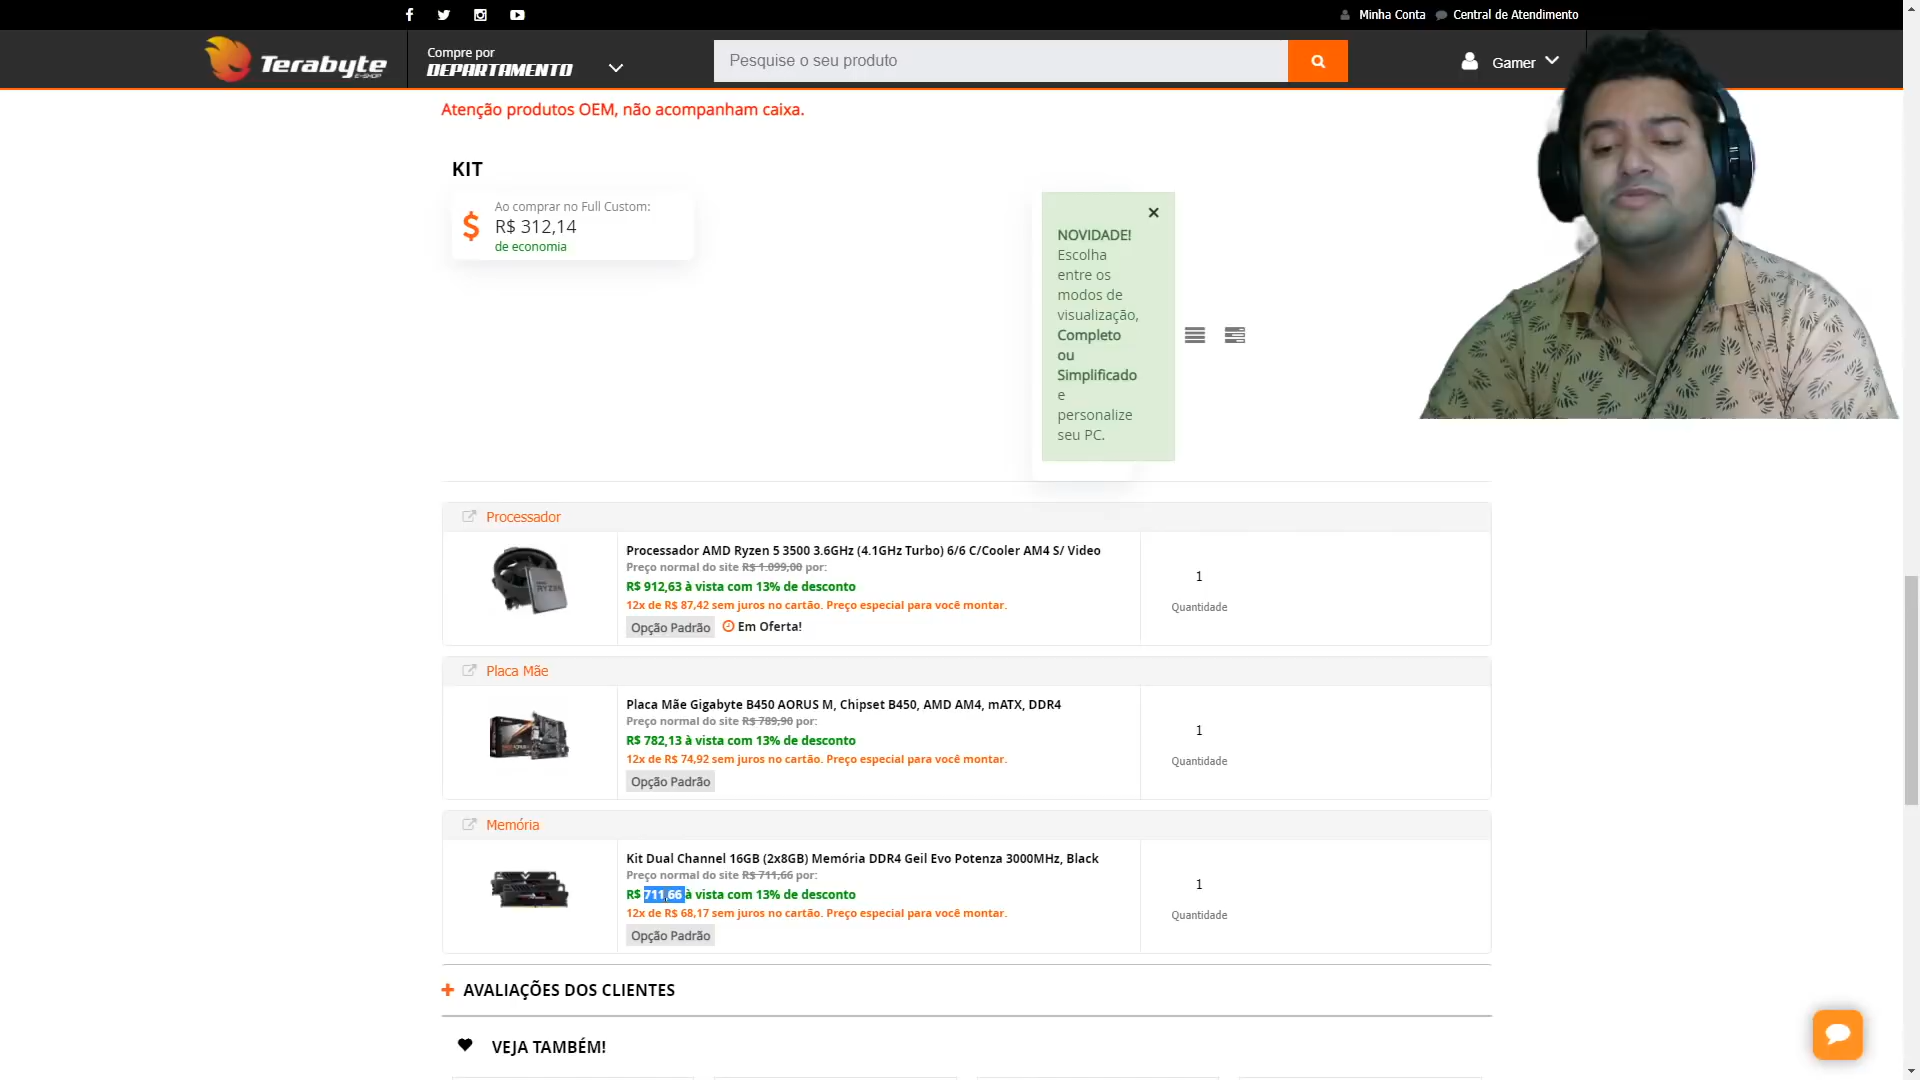 Minha Conta
Central de Atendimento
Terabyte
E-SHOP
Compre por
DEPARTAMENTO
Pesquise o seu produto
Gamer
Atenção produtos OEM, não acompanham caixa.
KIT
Ao comprar no Full Custom:
R$ 312,14
de economia
×
NOVIDADE!
Escolha
entre os
modos de
visualização,
Completo
ou
Simplificado
e
personalize
seu PC.
Processador
Processador AMD Ryzen 5 3500 3.6GHz (4.1GHz Turbo) 6/6 C/Cooler AM4 S/ Video
Preço normal do site R$ 1.099,00 por:
R$ 912,63 à vista com 13% de desconto
12x de R$ 87,42 sem juros no cartão. Preço especial para você montar.
Opção Padrão Em Oferta!
1
Quantidade
Placa Mãe
Placa Mãe Gigabyte B450 AORUS M, Chipset B450, AMD AM4, mATX, DDR4
Preço normal do site R$ 789,90 por:
R$ 782,13 à vista com 13% de desconto
12x de R$ 74,92 sem juros no cartão. Preço especial para você montar.
Opção Padrão
1
Quantidade
Memória
Kit Dual Channel 16GB (2x8GB) Memória DDR4 Geil Evo Potenza 3000MHz, Black
Preço normal do site R$ 711,66 por:
R$ 711,66 à vista com 13% de desconto
12x de R$ 68,17 sem juros no cartão. Preço especial para você montar.
Opção Padrão
1
Quantidade
+ AVALIAÇÕES DOS CLIENTES
VEJA TAMBÉM!